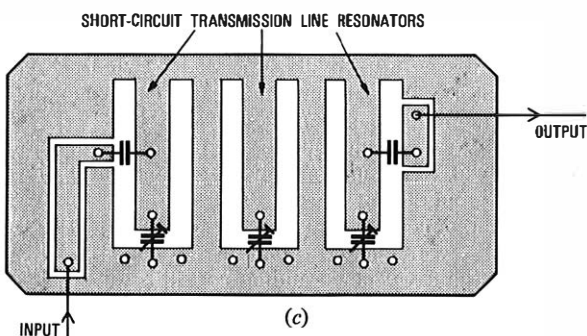 SHORT-CIRCUIT TRANSMISSION LINE RESONATORS
OUTPUT
(c)
INPUT